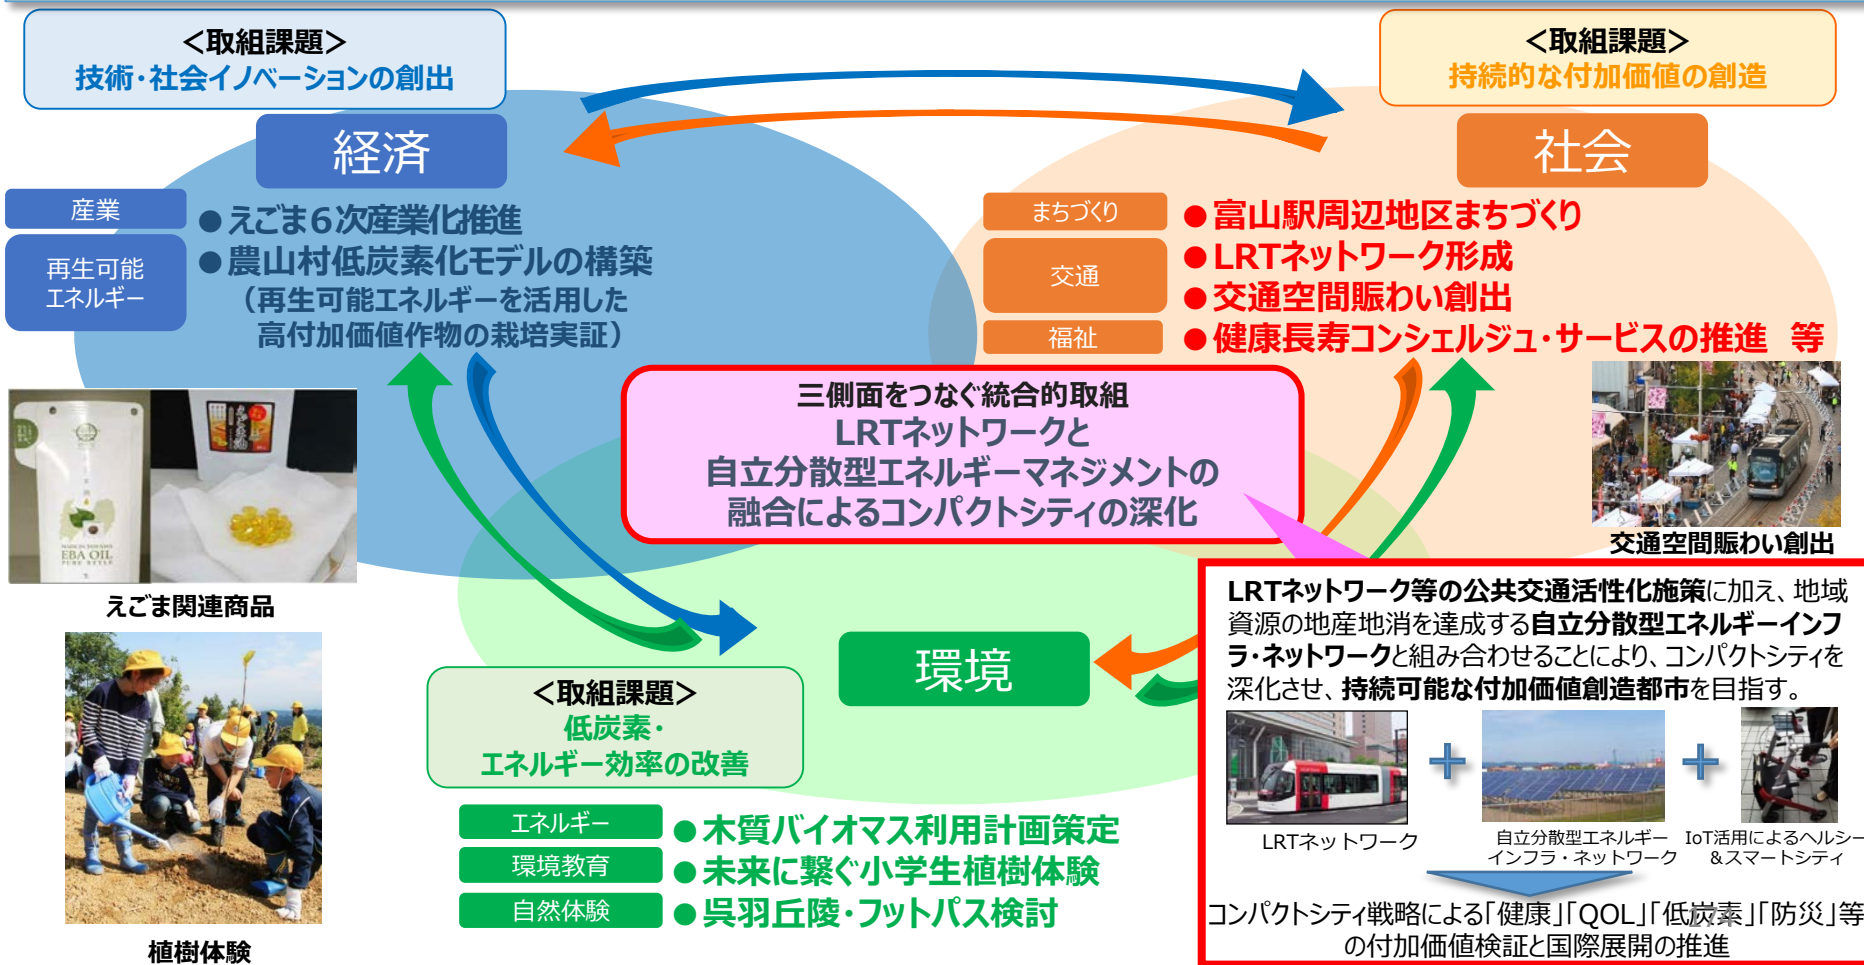 <取組課題>
技術・社会イノベーションの創出
<取組課題>
持続的な付加価値の創造
経済
社会
産業
再生可能
エネルギー
●えごま６次産業化推進
●農山村低炭素化モデルの構築
（再生可能エネルギーを活用した
高付加価値作物の栽培実証）
まちづくり
交通
福祉
●富山駅周辺地区まちづくり
●LRTネットワーク形成
●交通空間賑わい創出
●健康長寿コンシェルジュ・サービスの推進 等
三側面をつなぐ統合的取組
LRTネットワークと
自立分散型エネルギーマネジメントの
融合によるコンパクトシティの深化
EBA OIL
PURE STYLE
えごま関連商品
交通空間賑わい創出
植樹体験
環境
<取組課題>
低炭素・
エネルギー効率の改善
エネルギー
環境教育
自然体験
●木質バイオマス利用計画策定
●未来に繋ぐ小学生植樹体験
●呉羽丘陵・フットパス検討
LRTネットワーク等の公共交通活性化施策に加え、地域
資源の地産地消を達成する自立分散型エネルギーインフ
ラ・ネットワークと組み合わせることにより、コンパクトシティを
深化させ、持続可能な付加価値創造都市を目指す。
LRTネットワーク
自立分散型エネルギー
インフラ・ネットワーク
IoT活用によるヘルシー
&スマートシティ
コンパクトシティ戦略による「健康」「QOL」「低炭素」「防災」等
の付加価値検証と国際展開の推進
174